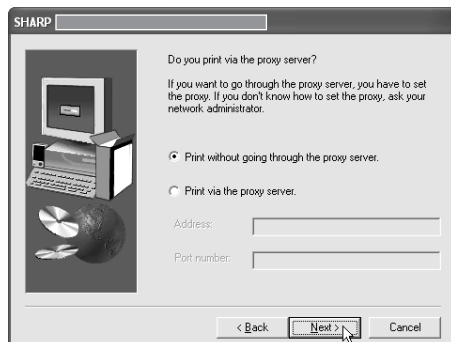 SHARP
Do you print via the proxy server?
If you want to go through the proxy server, you have to set
the proxy. If you don't know how to set the proxy, ask your
network administrator.
Print without going through the proxy server.
Print via the proxy server.
Address:
Port number:
< Back
Next >
Cancel